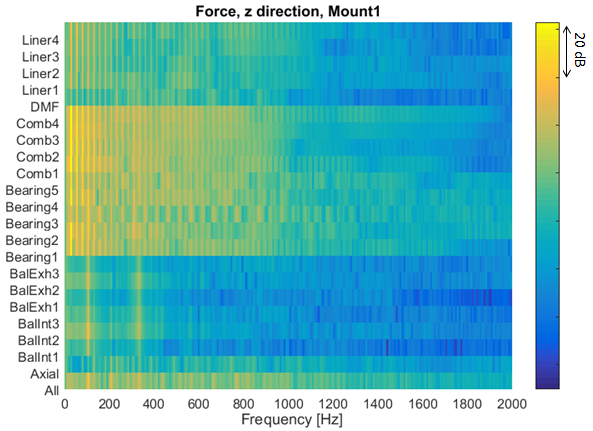 Force, z direction, Mount1
20 dB
Liner4
Liner3
Liner2
Liner1
DMF
Comb4
Comb3
Comb2
Comb1
Bearing5
Bearing4
Bearing3
Bearing2
Bearing1
BalExh3
BalExh2
BalExh1
BalInt3
BalInt2
BalInt1
Axial
All
0 200 400 600 800 1000 1200 1400 1600 1800 2000
Frequency [Hz]